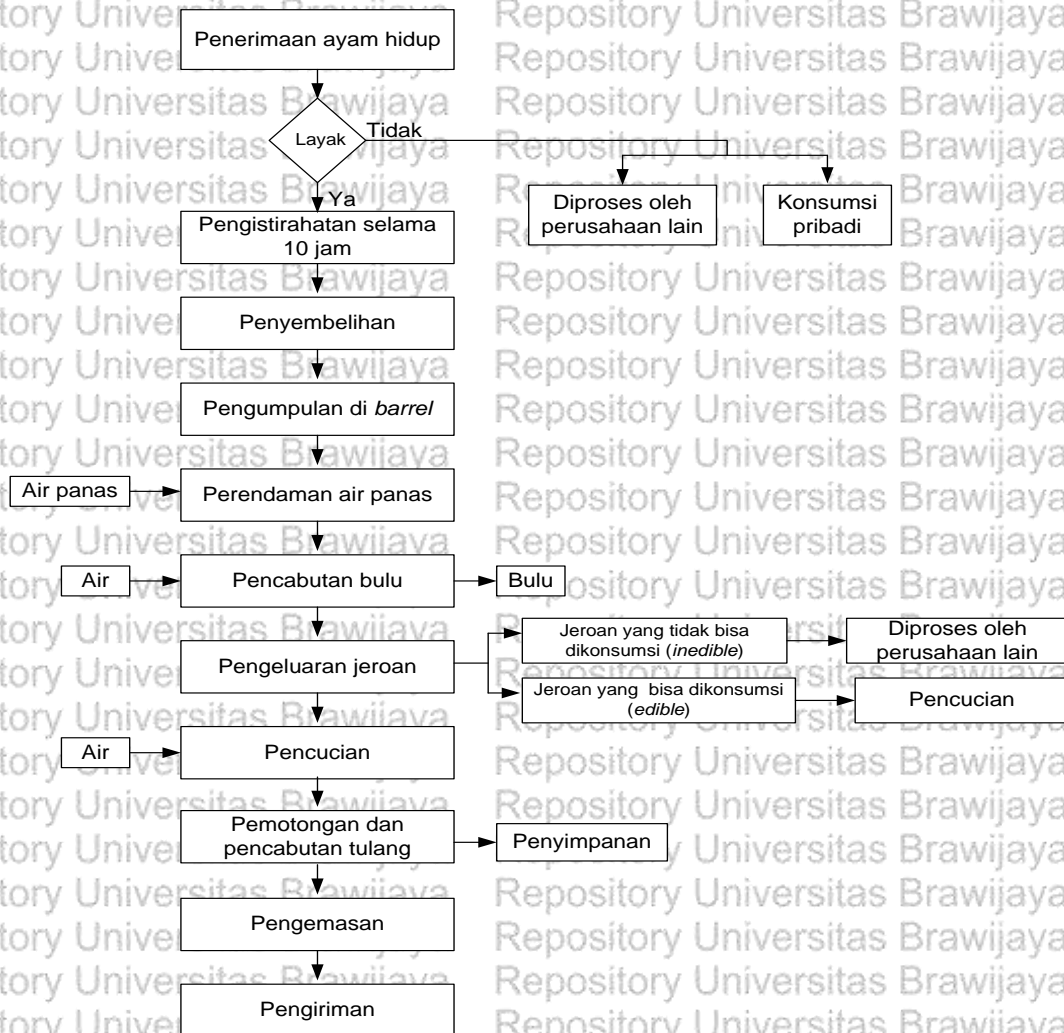 Penerimaan ayam hidup
Layak
Tidak
Ya
Diproses oleh
perusahaan lain
Konsumsi
pribadi
Pengistirahatan selama
10 jam
Penyembelihan
Pengumpulan di barrel
Air panas
Perendaman air panas
Air
Pencabutan bulu
Bulu
Pengeluaran jeroan
Jeroan yang tidak bisa
dikonsumsi (inedible)
Diproses oleh
perusahaan lain
Jeroan yang bisa dikonsumsi
(edible)
Pencucian
Air
Pencucian
Pemotongan dan
pencabutan tulang
Penyimpanan
Pengemasan
Pengiriman
Repository Universitas Brawijaya